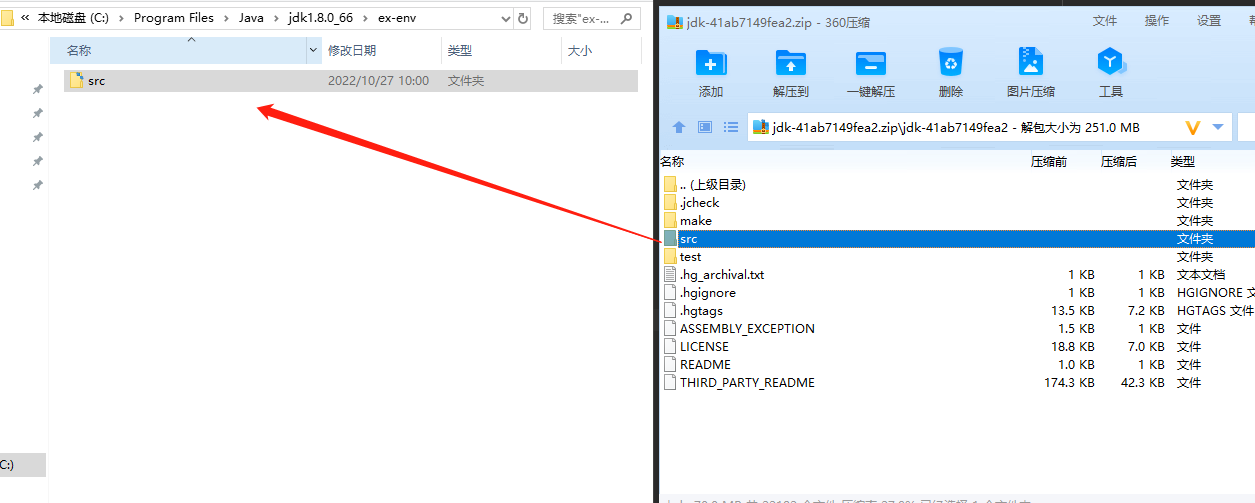 « 本地磁盘 (C:) › Program Files › Java › jdk1.8.0_66 › ex-env
搜索"ex-...
名称 修改日期 类型 大小
src 2022/10/27 10:00 文件夹
C:)
jdk-41ab7149fea2.zip - 360压缩
文件 操作 设置
添加 解压到 一键解压 删除 图片压缩 工具
jdk-41ab7149fea2.zip\jdk-41ab7149fea2 - 解包大小为 251.0 MB
名称 压缩前 压缩后 类型
.. (上级目录) 文件夹
.jcheck 文件夹
make 文件夹
src 文件夹
test 文件夹
.hg_archival.txt 1 KB 1 KB 文本文档
.hgignore 1 KB 1 KB HGIGNORE 文
.hgtags 13.5 KB 7.2 KB HGTAGS 文件
ASSEMBLY_EXCEPTION 1.5 KB 1 KB 文件
LICENSE 18.8 KB 7.0 KB 文件
README 1.0 KB 1 KB 文件
THIRD_PARTY_README 174.3 KB 42.3 KB 文件